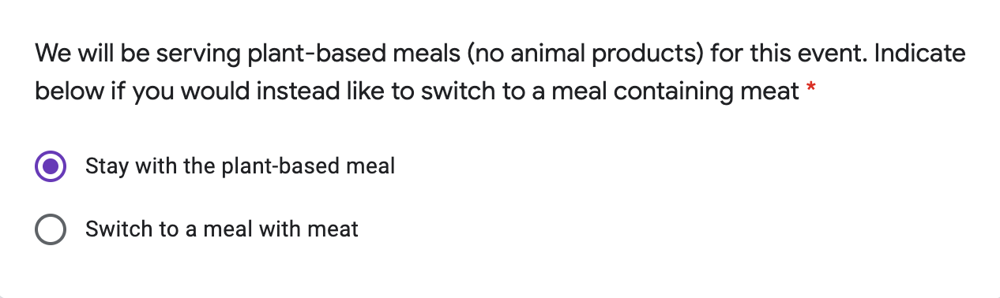 We will be serving plant-based meals (no animal products) for this event. Indicate
below if you would instead like to switch to a meal containing meat *
Stay with the plant-based meal
Switch to a meal with meat